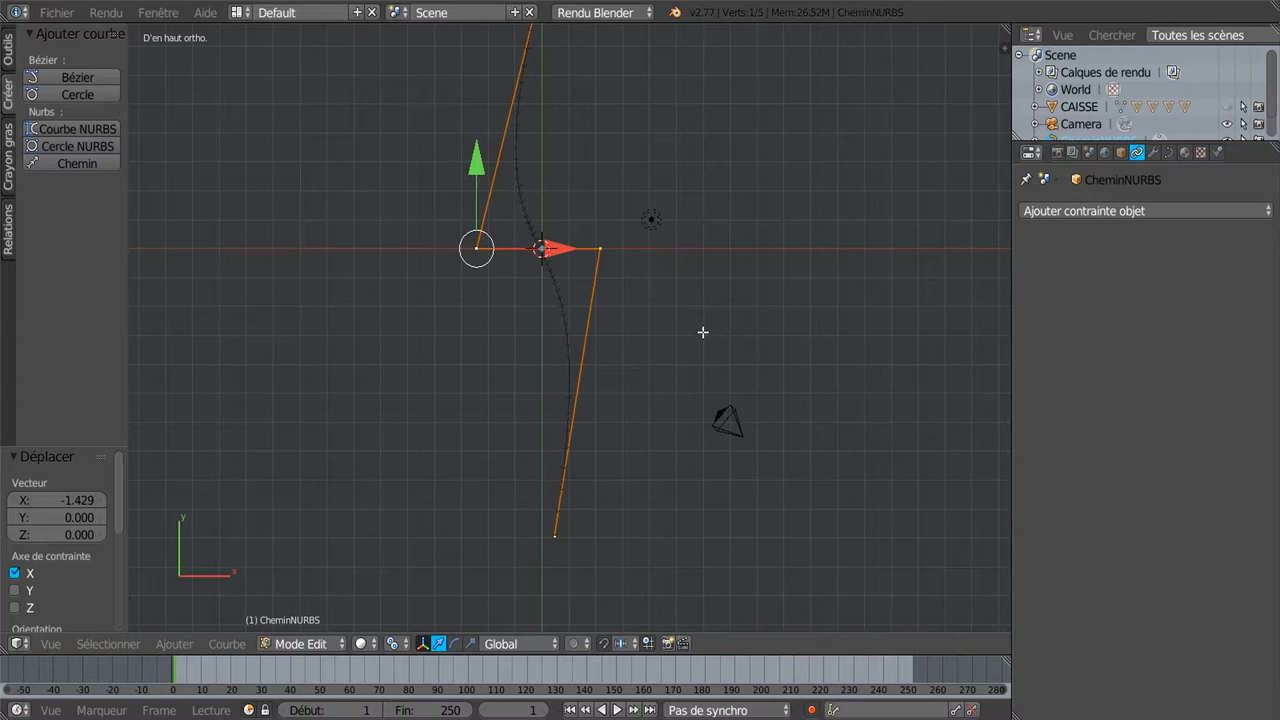 Fichier Rendu Fenêtre Aide Default Scene Rendu Blender v2.77 | Verts:1/5 | Mem:26.52M | CheminNURBS
Ajouter courbe
Bézier :
Bézier
Cercle
Nurbs :
Courbe NURBS
Cercle NURBS
Chemin
Outils
Créer
Crayon gras
Relations
D'en haut ortho.
Vue Chercher Toutes les scènes
Scene
Calques de rendu
World
CAISSE
Camera
CheminNURBS
Ajouter contrainte objet
Déplacer
Vecteur
X: -1.429
Y: 0.000
Z: 0.000
Axe de contrainte
X
Y
Z
Orientation
y
x
(1) CheminNURBS
Vue Sélectionner Ajouter Courbe Mode Edit Global
-50 -40 -30 -20 -10 0 10 20 30 40 50 60 70 80 90 100 110 120 130 140 150 160 170 180 190 200 210 220 230 240 250 260 270 280
Vue Marqueur Frame Lecture Début: 1 Fin: 250 1 Pas de synchro